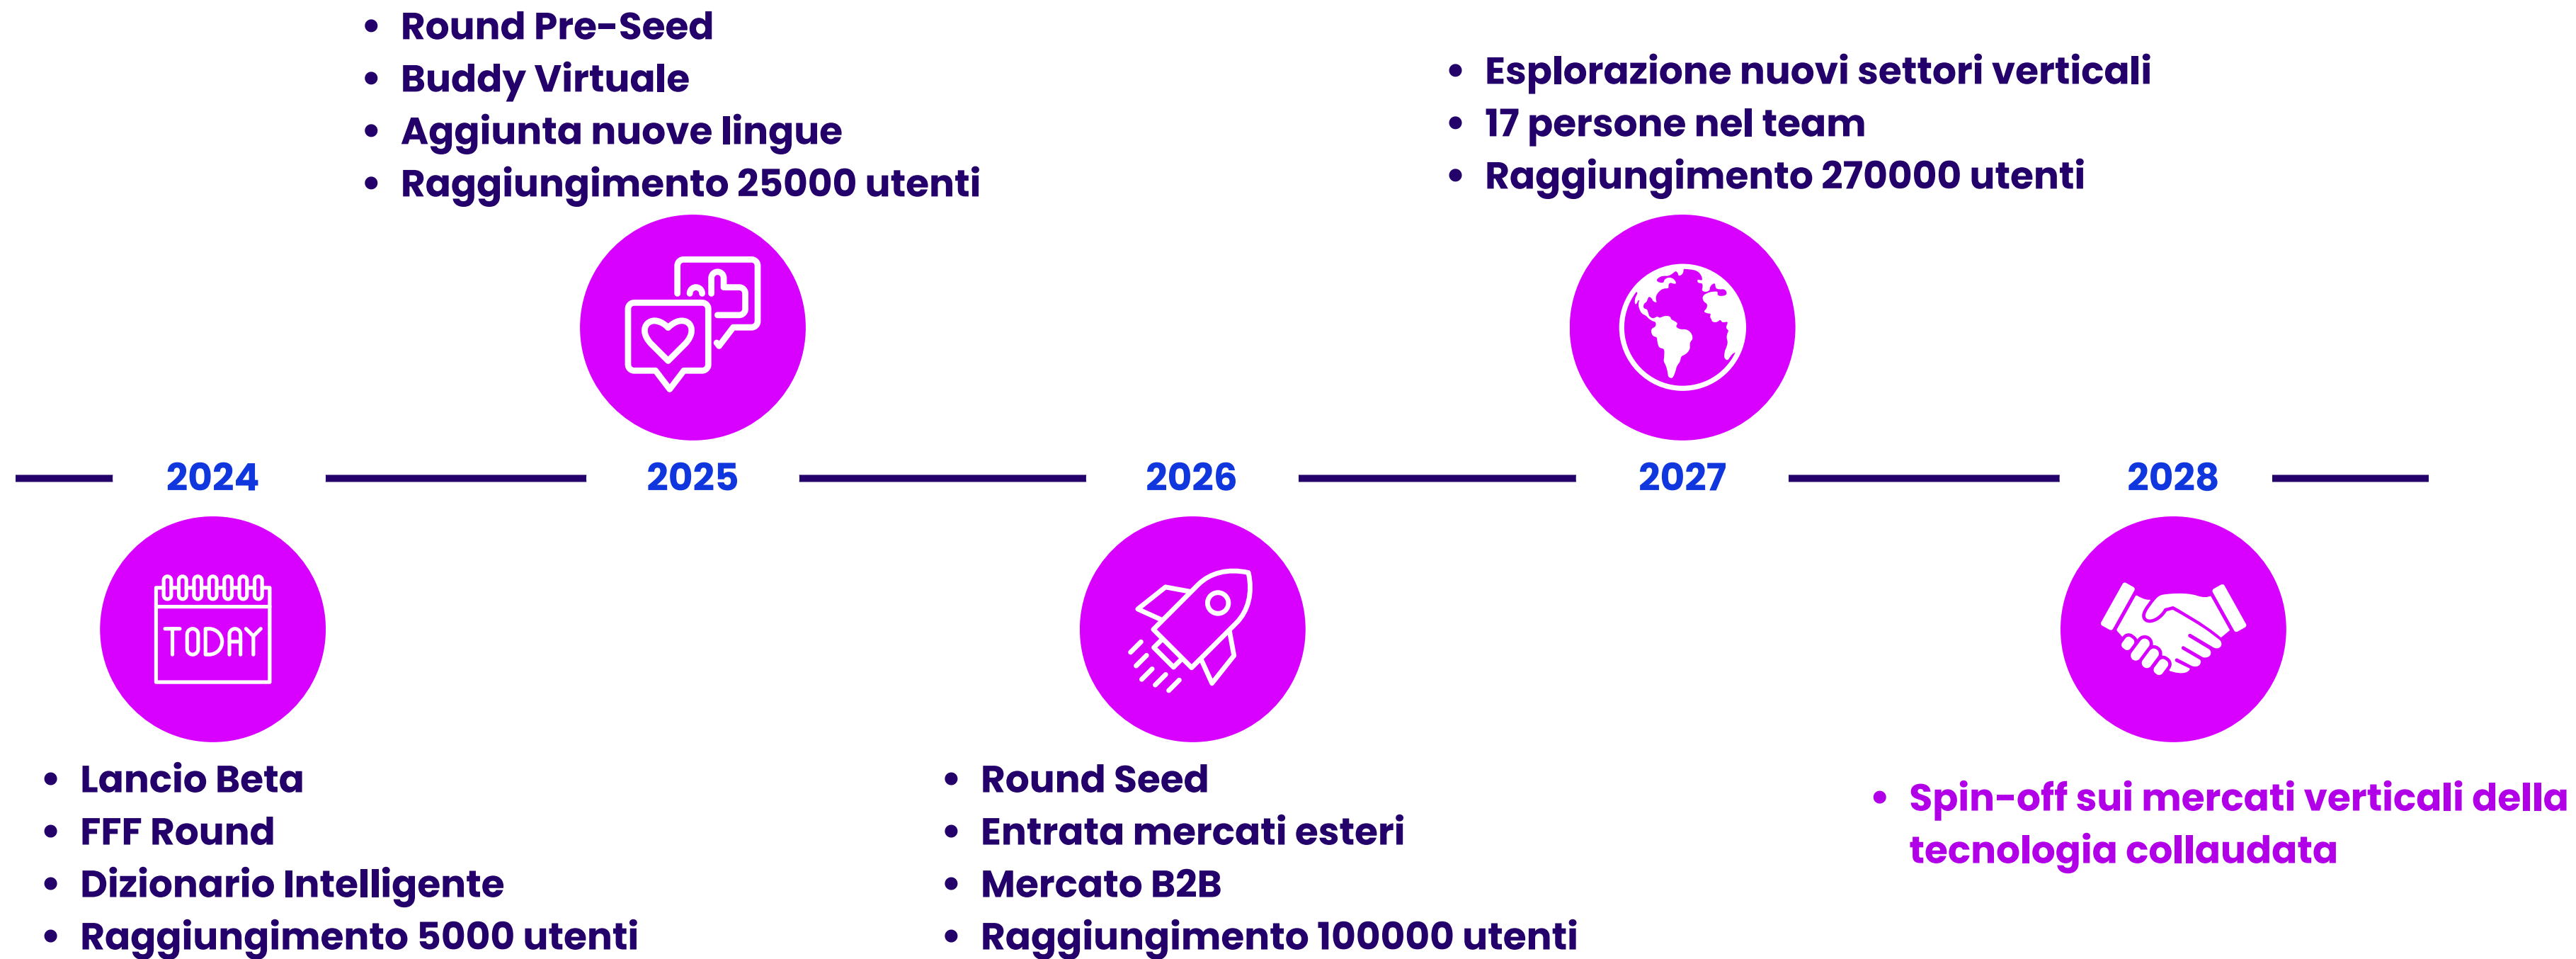 • Round Pre-Seed
• Buddy Virtuale
• Aggiunta nuove lingue
• Raggiungimento 25000 utenti
• Esplorazione nuovi settori verticali
• 17 persone nel team
• Raggiungimento 270000 utenti
2024
2025
2026
2027
2028
TODAY
• Lancio Beta
• FFF Round
• Dizionario Intelligente
• Raggiungimento 5000 utenti
• Round Seed
• Entrata mercati esteri
• Mercato B2B
• Raggiungimento 100000 utenti
• Spin-off sui mercati verticali della
tecnologia collaudata